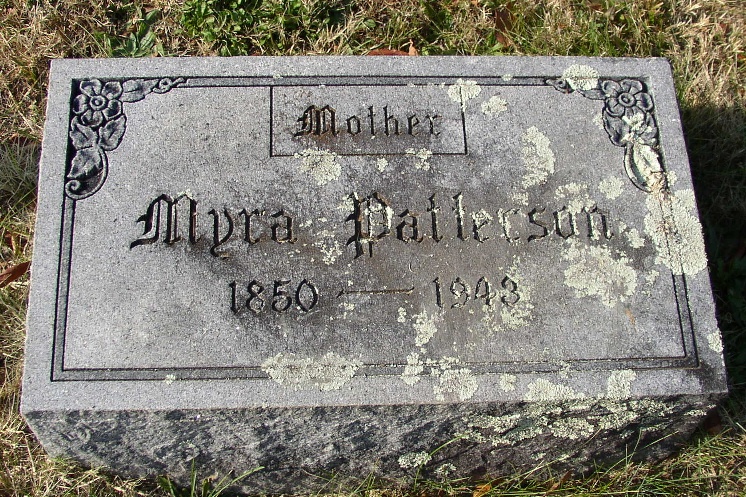 Mother
Myra Patterson
1850 — 1943